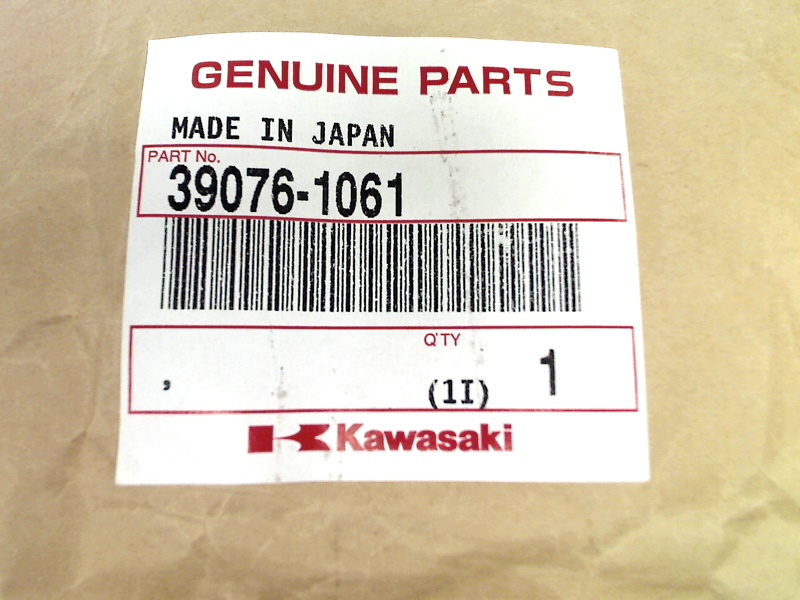 GENUINE PARTS
MADE IN JAPAN
PART No.
39076-1061
Q'TY
, (1I) 1
Kawasaki